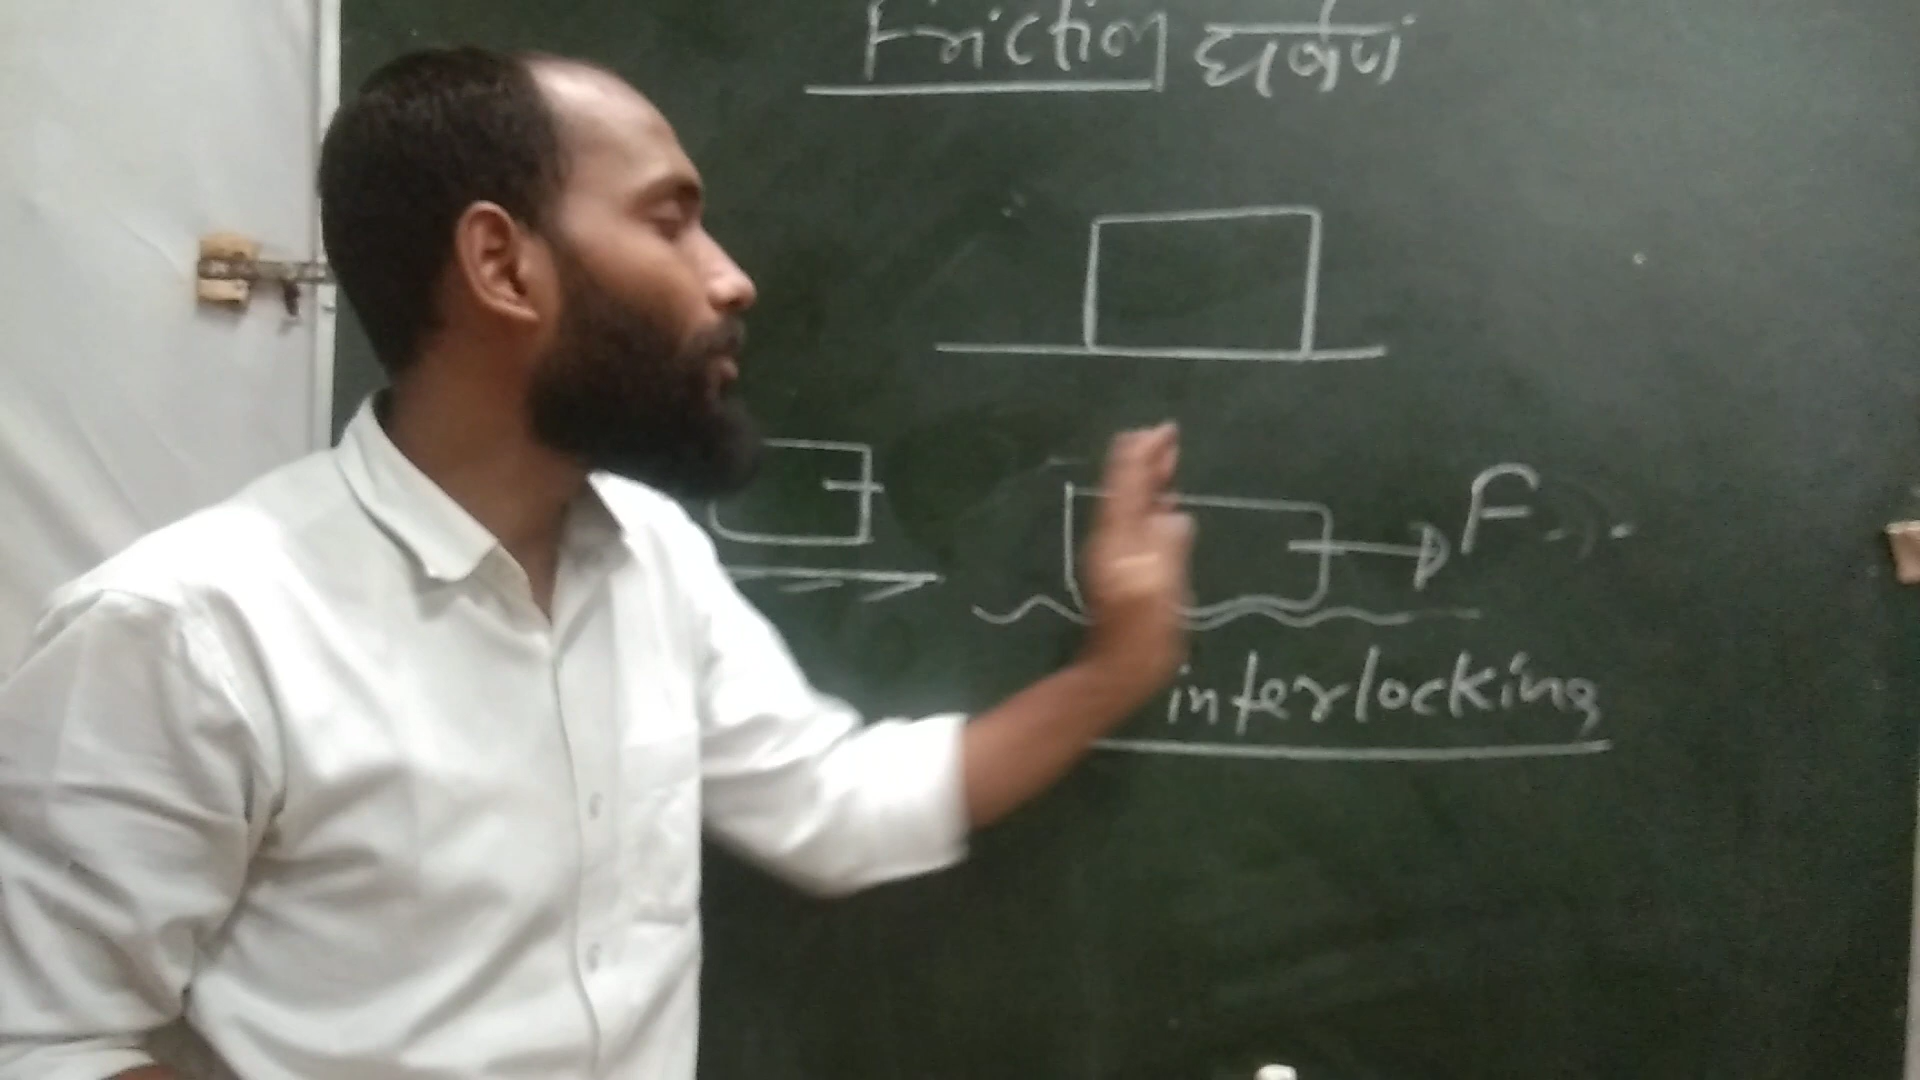 Friction घर्षण
F
interlocking